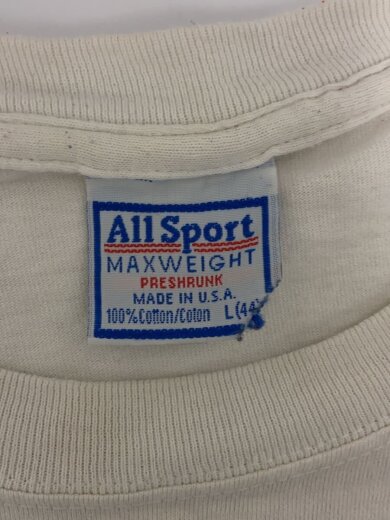 All Sport
MAXWEIGHT
PRESHRUNK
MADE IN U.S.A.
100% Cotton/Coton L (44)